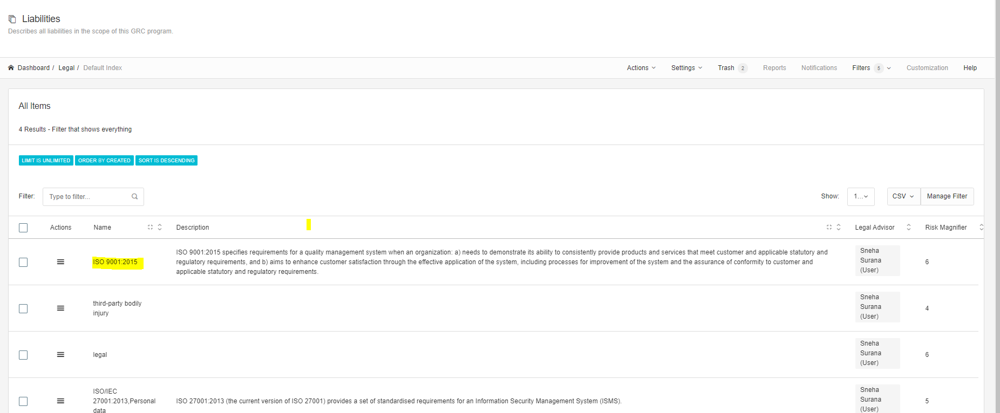 Liabilities
Describes all liabilities in the scope of this GRC program.
Dashboard / Legal / Default Index
Actions Settings Trash 2 Reports Notifications Filters 5 Customization Help
All Items
4 Results - Filter that shows everything
LIMIT IS UNLIMITED ORDER BY CREATED SORT IS DESCENDING
Filter: Type to filter... Show: 1... CSV Manage Filter
Actions Name Description Legal Advisor Risk Magnifier
ISO 9001:2015
ISO 9001:2015 specifies requirements for a quality management system when an organization: a) needs to demonstrate its ability to consistently provide products and services that meet customer and applicable statutory and
regulatory requirements, and b) aims to enhance customer satisfaction through the effective application of the system, including processes for improvement of the system and the assurance of conformity to customer and
applicable statutory and regulatory requirements.
Sneha
Surana
(User)
6
third-party bodily
injury
Sneha
Surana
(User)
4
legal
Sneha
Surana
(User)
6
ISO/IEC
27001:2013,Personal
data
ISO 27001:2013 (the current version of ISO 27001) provides a set of standardised requirements for an Information Security Management System (ISMS).
Sneha
Surana
(User)
5